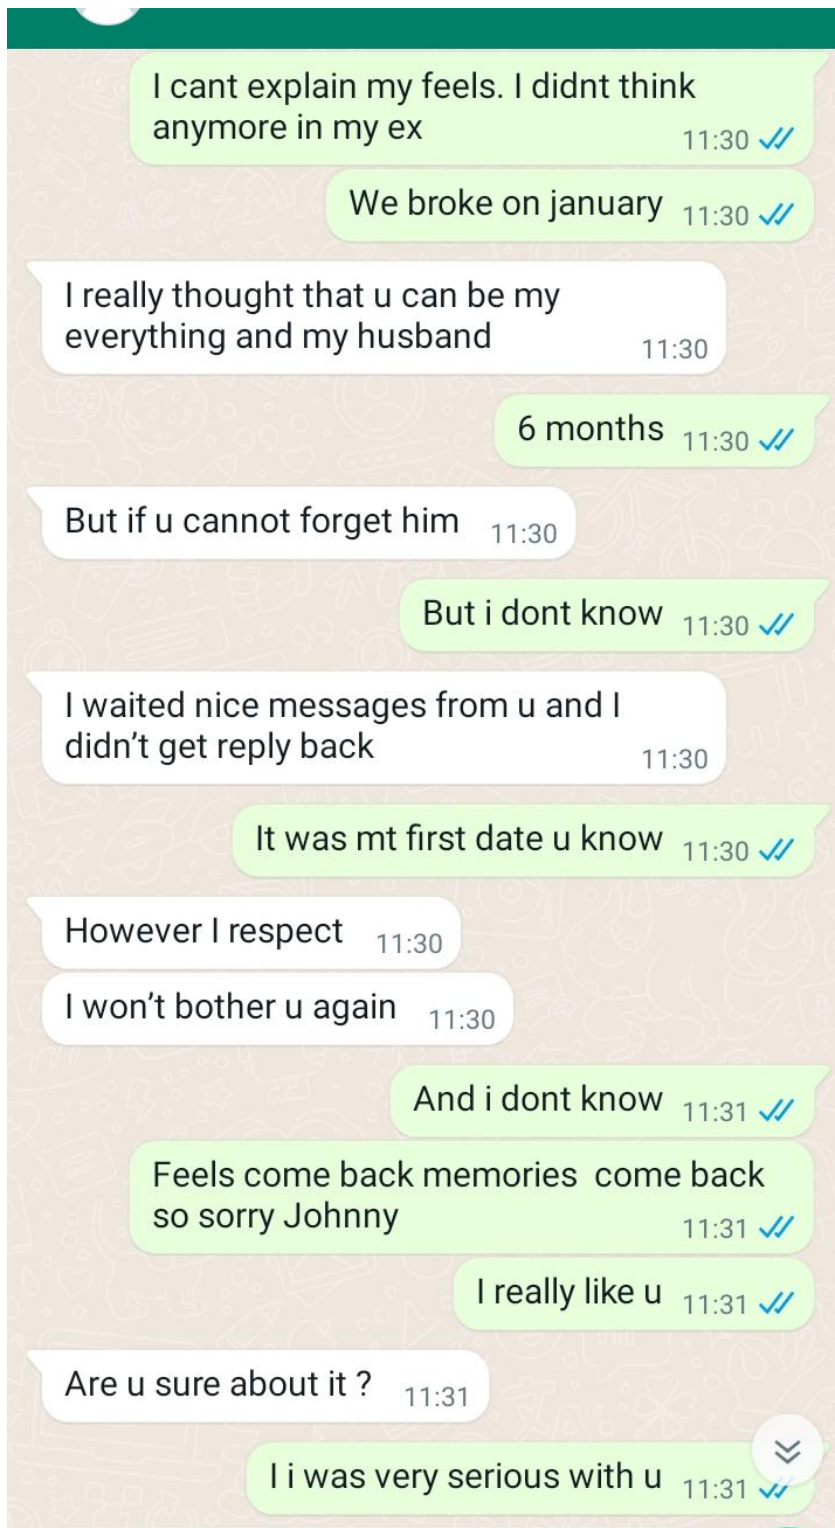 I cant explain my feels. I didnt think
anymore in my ex
11:30
We broke on january 11:30
I really thought that u can be my
everything and my husband
11:30
6 months 11:30
But if u cannot forget him 11:30
But i dont know 11:30
I waited nice messages from u and I
didn't get reply back
11:30
It was mt first date u know 11:30
However I respect 11:30
I won't bother u again 11:30
And i dont know 11:31
Feels come back memories come back
so sorry Johnny
11:31
I really like u 11:31
Are u sure about it ? 11:31
I i was very serious with u 11:31